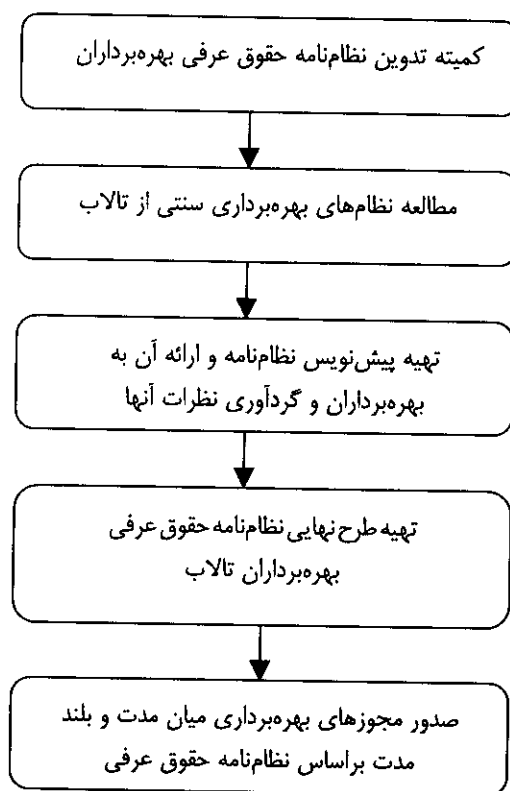 کمیته تدوین نظام‌نامه حقوق عرفی بهره‌برداران
مطالعه نظام‌های بهره‌برداری سنتی از تالاب
تهیه پیش‌نویس نظام‌نامه و ارائه آن به
بهره‌برداران و گردآوری نظرات آنها
تهیه طرح نهایی نظام‌نامه حقوق عرفی
بهره‌برداران تالاب
صدور مجوزهای بهره‌برداری میان مدت و بلند
مدت براساس نظام‌نامه حقوق عرفی